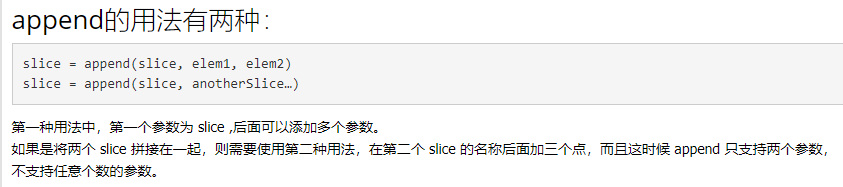 append的用法有两种：
slice = append(slice, elem1, elem2)
slice = append(slice, anotherSlice…)
第一种用法中，第一个参数为 slice ,后面可以添加多个参数。
如果是将两个 slice 拼接在一起，则需要使用第二种用法，在第二个 slice 的名称后面加三个点，而且这时候 append 只支持两个参数，
不支持任意个数的参数。